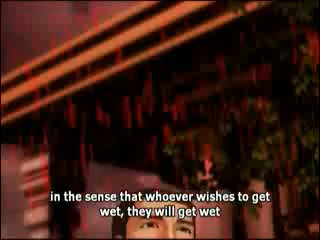 in the sense that whoever wishes to get
wet, they will get wet